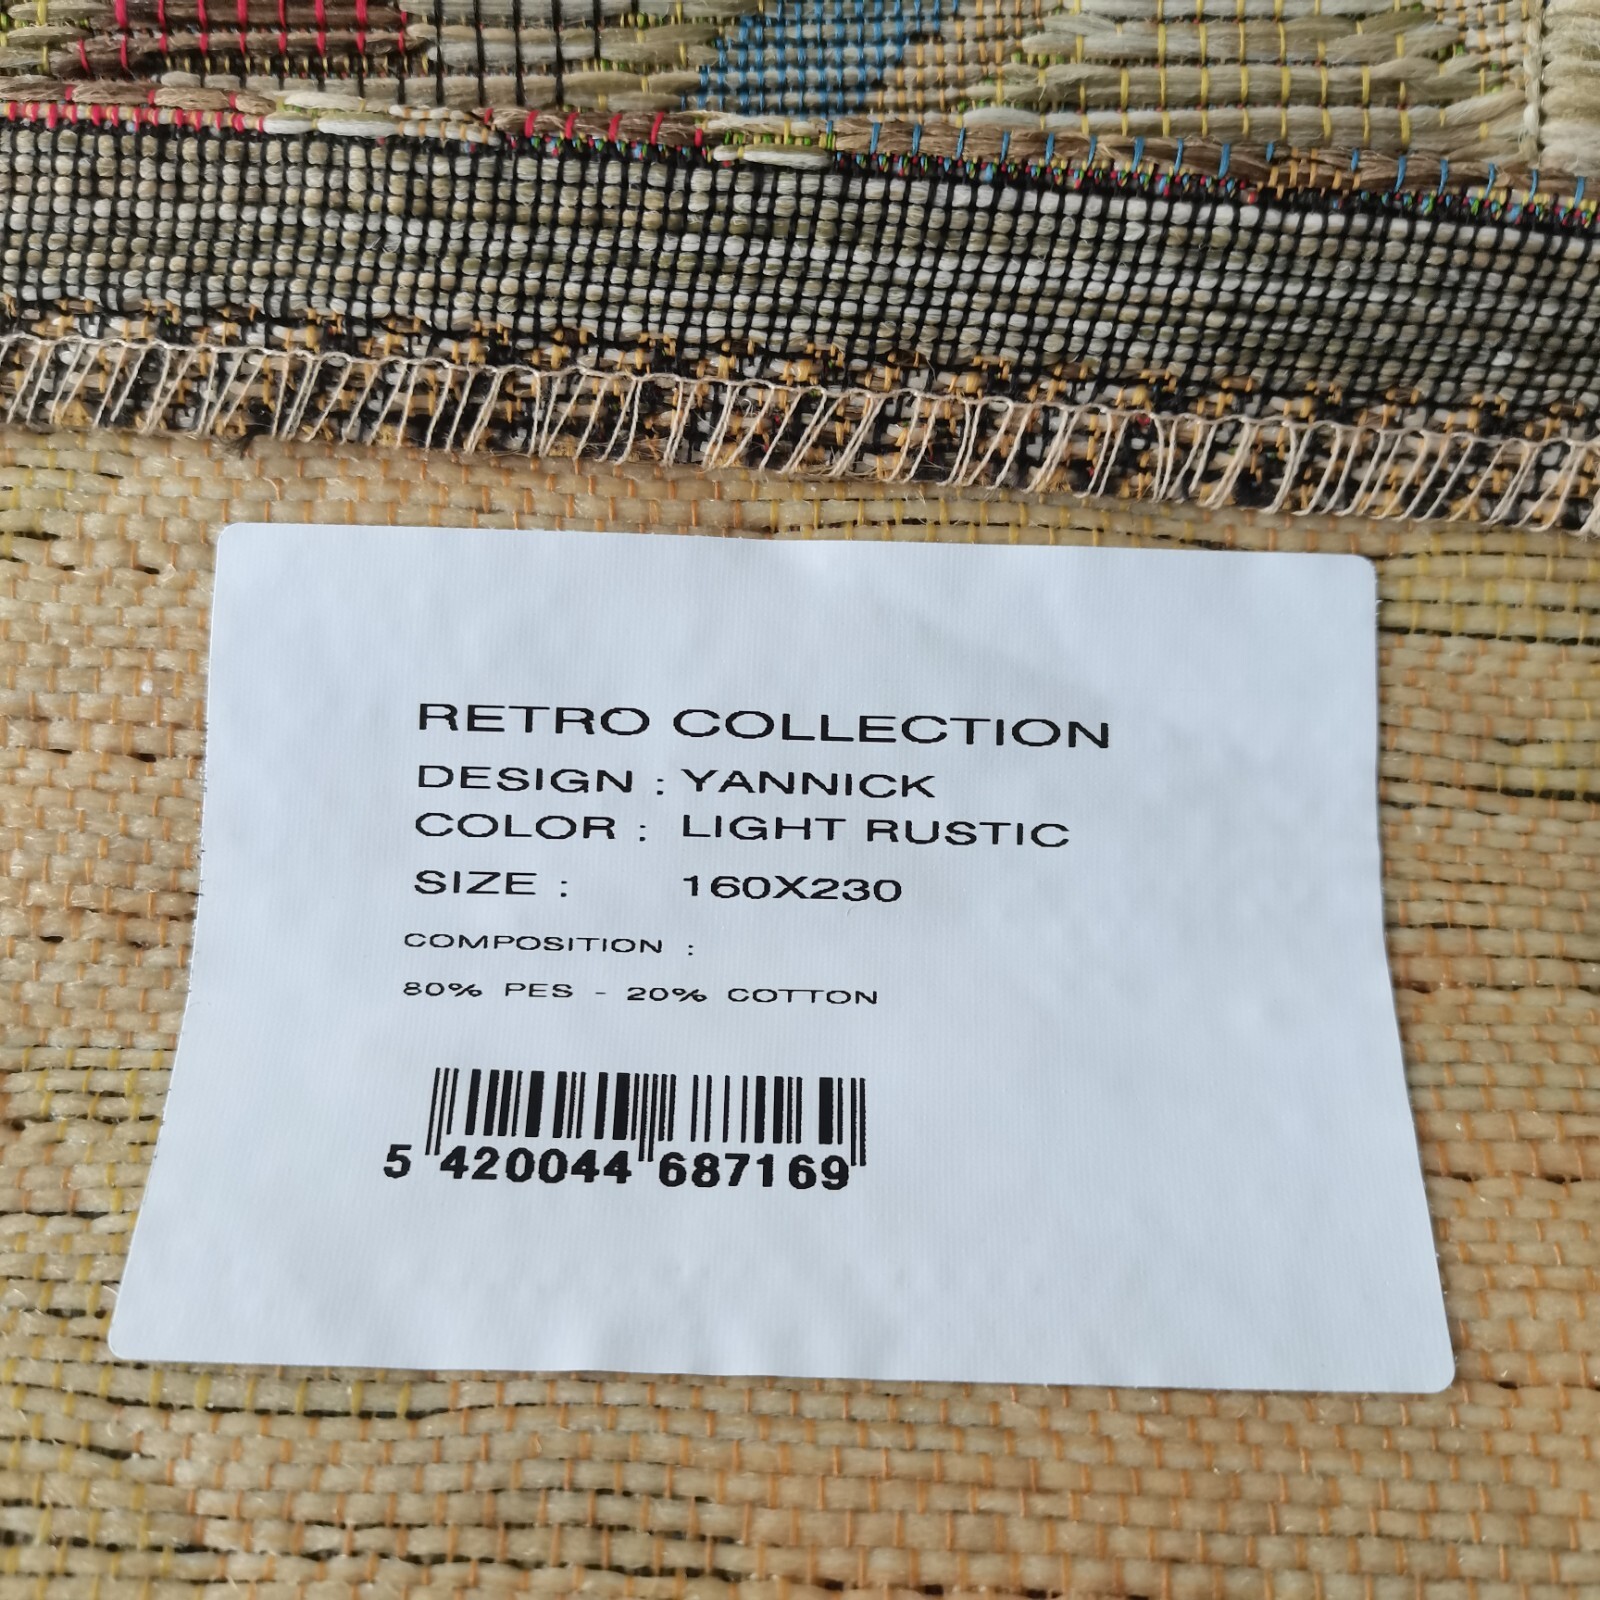 RETRO COLLECTION
DESIGN : YANNICK
COLOR : LIGHT RUSTIC
SIZE : 160X230
COMPOSITION :
80% PES - 20% COTTON
5 420044 687169